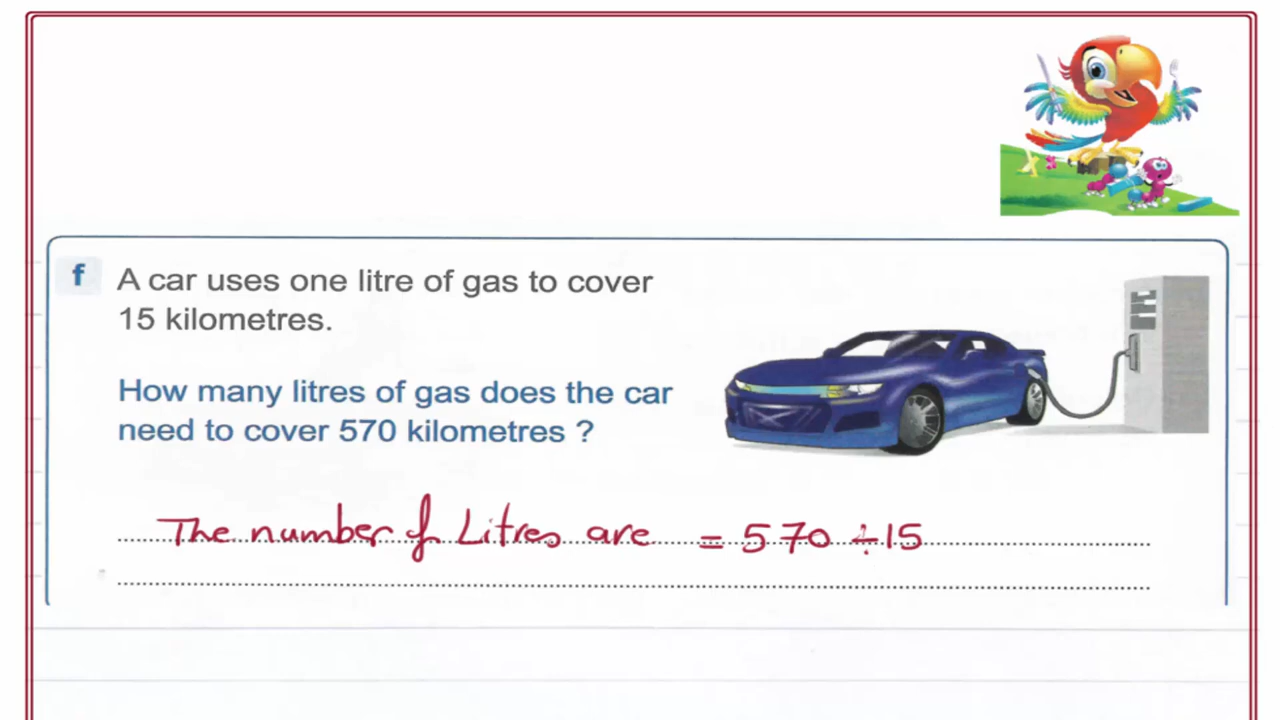 f A car uses one litre of gas to cover
15 kilometres.
How many litres of gas does the car
need to cover 570 kilometres ?
The number of Litres are = 570 ÷ 15